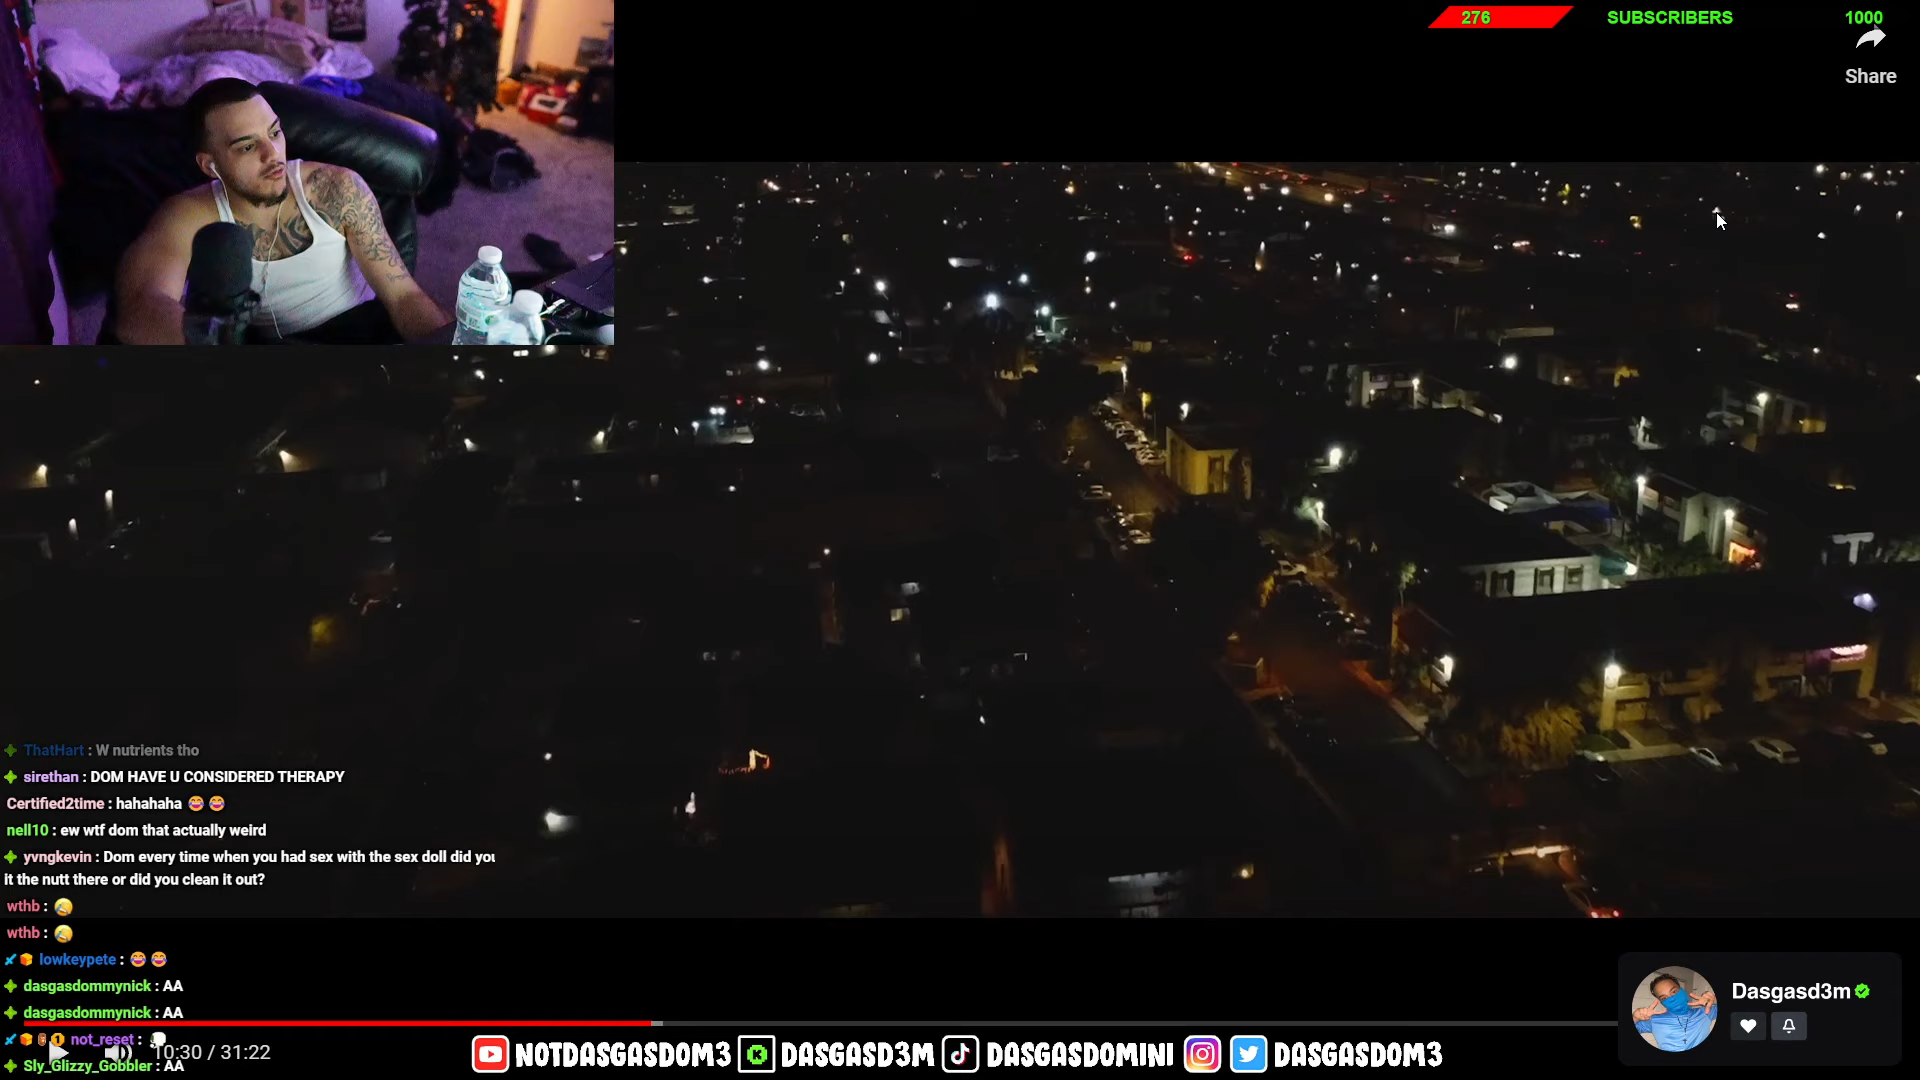 276 SUBSCRIBERS 1000
Share
ThatHart : W nutrients tho
sirethan : DOM HAVE U CONSIDERED THERAPY
Certified2time : hahahaha
nell10 : ew wtf dom that actually weird
yvngkevin : Dom every time when you had sex with the sex doll did you
it the nutt there or did you clean it out?
wthb :
wthb :
lowkeypete :
dasgasdommynick : AA
dasgasdommynick : AA
not_reset :
Sly_Glizzy_Gobbler : AA
10:30 / 31:22
NOTDASGASDOM3 DASGASD3M DASGASDOMINI DASGASDOM3
Dasgasd3m